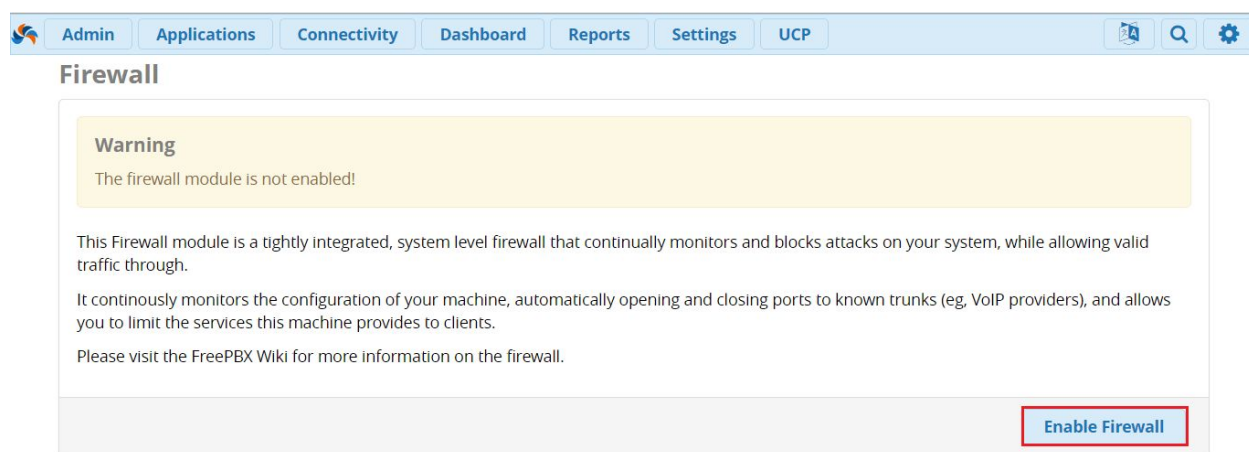 Admin Applications Connectivity Dashboard Reports Settings UCP
Firewall
Warning
The firewall module is not enabled!
This Firewall module is a tightly integrated, system level firewall that continually monitors and blocks attacks on your system, while allowing valid
traffic through.
It continously monitors the configuration of your machine, automatically opening and closing ports to known trunks (eg, VoIP providers), and allows
you to limit the services this machine provides to clients.
Please visit the FreePBX Wiki for more information on the firewall.
Enable Firewall